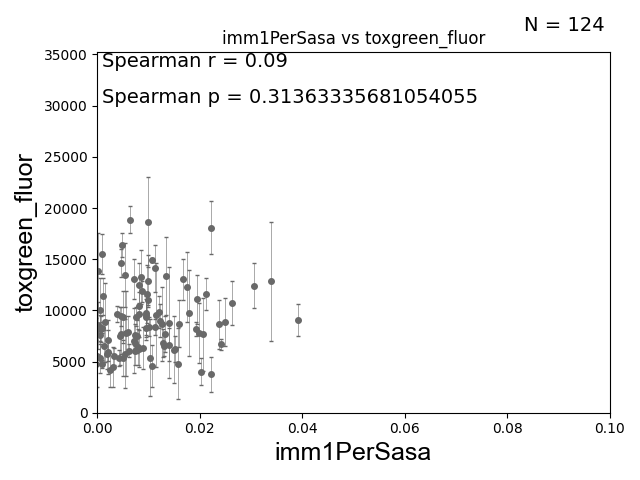 N = 124
imm1PerSasa vs toxgreen_fluor
Spearman r = 0.09
Spearman p = 0.31363335681054055
toxgreen_fluor
35000
30000
25000
20000
15000
10000
5000
0
0.00 0.02 0.04 0.06 0.08 0.10
imm1PerSasa